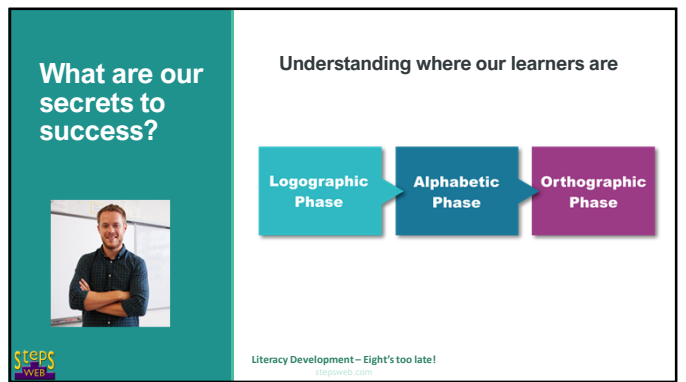 What are our
secrets to
success?
Understanding where our learners are
Logographic
Phase
Alphabetic
Phase
Orthographic
Phase
Steps
WEB
Literacy Development – Eight's too late!
stepsweb.com